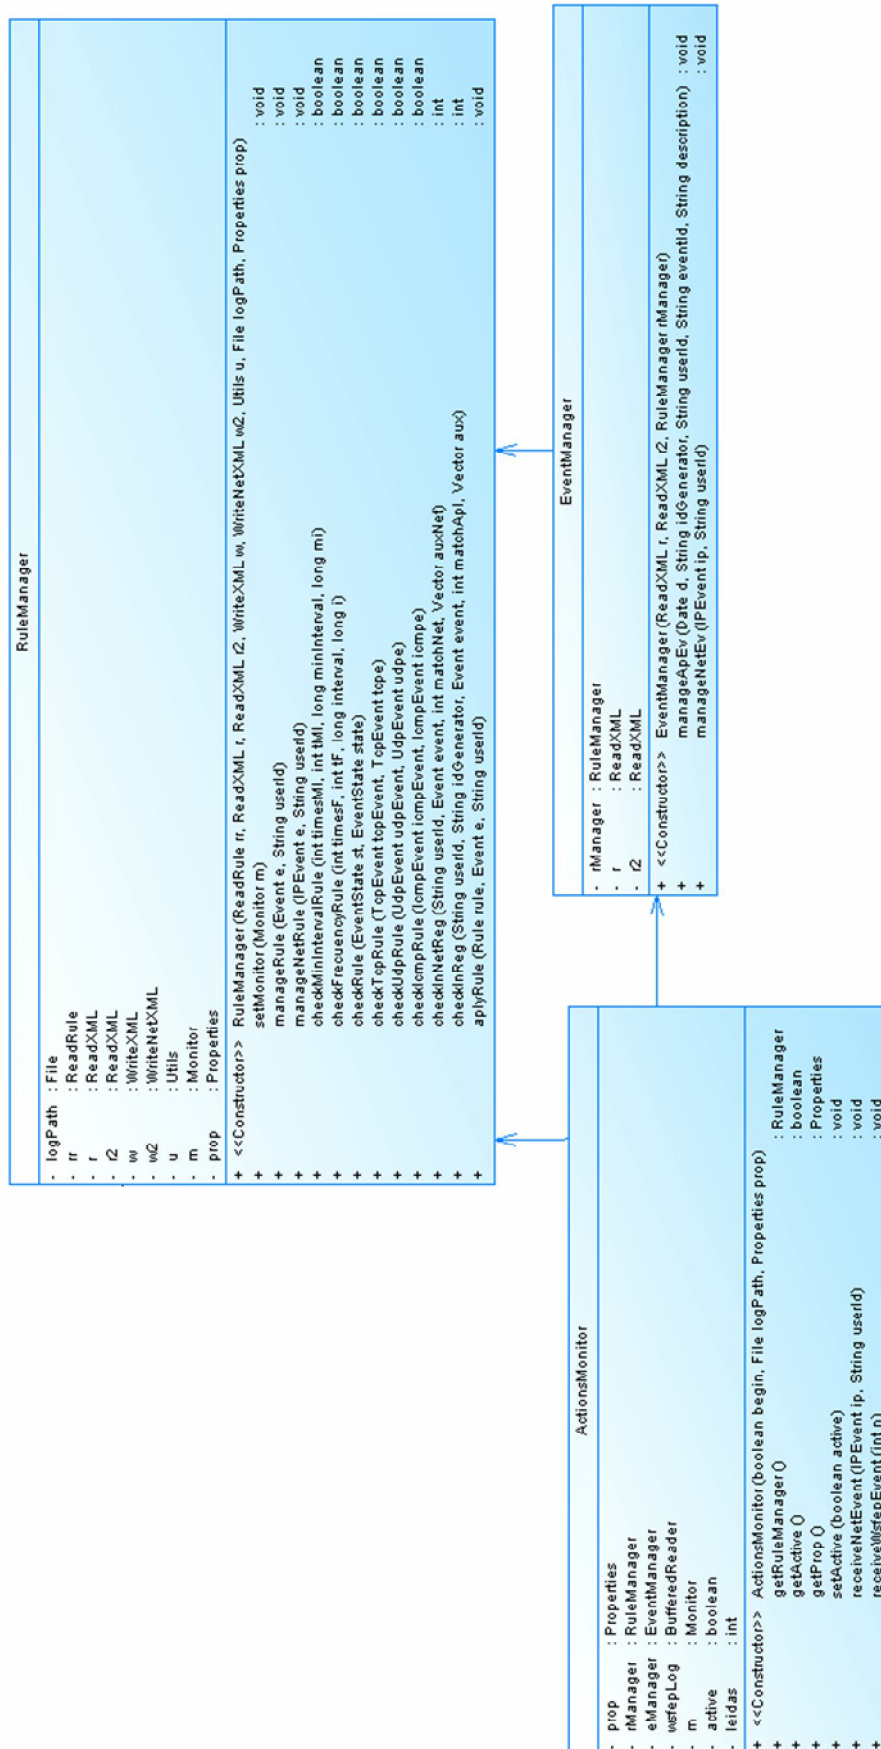 RuleManager
- logPath : File
- rr : ReadRule
- r : ReadXML
- r2 : ReadXML
- w : WriteXML
- w2 : WriteNetXML
- u : Utils
- m : Monitor
- prop : Properties
+ <<Constructor>> RuleManager (ReadRule rr, ReadXML r, ReadXML r2, WriteXML w, WriteNetXML w2, Utils u, File logPath, Properties prop)
+ setMonitor (Monitor m) : void
+ manageRule (Event e, String userId) : void
+ manageNetRule (IPEvent e, String userId) : void
+ checkMinIntervalRule (int timesMI, int tMI, long minInterval, long mi) : boolean
+ checkFrecuencyRule (int timesF, int tF, long interval, long i) : boolean
+ checkRule (EventState st, EventState state) : boolean
+ checkTcpRule (TcpEvent tcpEvent, TcpEvent tcpe) : boolean
+ checkUdpRule (UdpEvent udpEvent, UdpEvent udpe) : boolean
+ checkIcmpRule (IcmpEvent icmpEvent, IcmpEvent icmpe) : boolean
+ checkInNetReg (String userId, Event event, int matchNet, Vector auxNet) : int
+ checkInReg (String userId, String idGenerator, Event event, int matchApl, Vector aux) : int
+ aplyRule (Rule rule, Event e, String userId) : void
EventManager
- rManager : RuleManager
- r : ReadXML
- r2 : ReadXML
+ <<Constructor>> EventManager (ReadXML r, ReadXML r2, RuleManager rManager)
+ manageApEv (Date d, String idGenerator, String userId, String eventId, String description) : void
+ manageNetEv (IPEvent ip, String userId) : void
ActionsMonitor
- prop : Properties
- rManager : RuleManager
- eManager : EventManager
- wsfepLog : BufferedReader
- m : Monitor
- active : boolean
- leidas : int
+ <<Constructor>> ActionsMonitor (boolean begin, File logPath, Properties prop)
+ getRuleManager () : RuleManager
+ getActive () : boolean
+ getProp () : Properties
+ setActive (boolean active) : void
+ receiveNetEvent (IPEvent ip, String userId) : void
+ receiveWsfepEvent (int n) : void